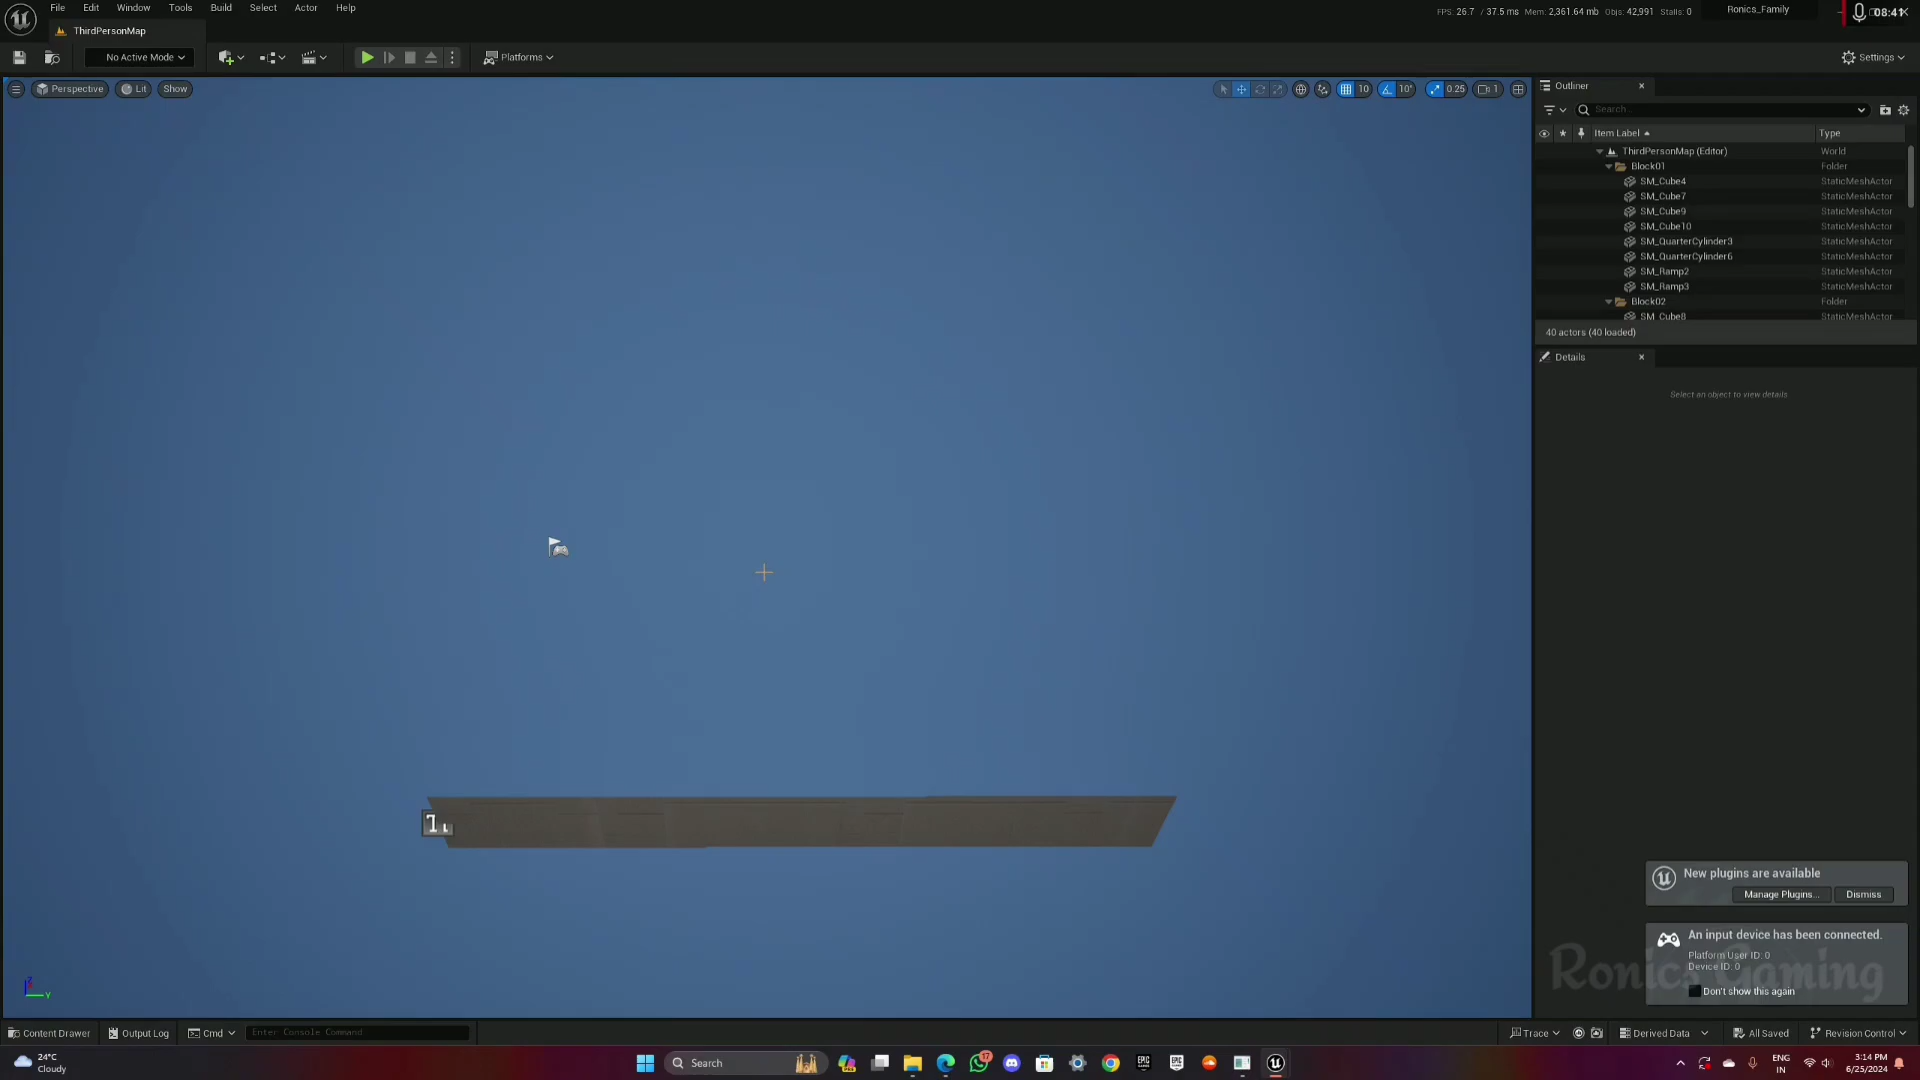 File Edit Window Tools Build Select Actor Help
FPS: 26.7 / 37.5 ms Mem: 2,361.64 mb Objs: 42,991 Stalls: 0
Ronics_Family
08:41
ThirdPersonMap
No Active Mode
Platforms
Settings
Perspective
Lit
Show
10
10°
0.25
1
Outliner
Search...
Item Label
Type
ThirdPersonMap (Editor) World
Block01 Folder
SM_Cube4 StaticMeshActor
SM_Cube7 StaticMeshActor
SM_Cube9 StaticMeshActor
SM_Cube10 StaticMeshActor
SM_QuarterCylinder3 StaticMeshActor
SM_QuarterCylinder6 StaticMeshActor
SM_Ramp2 StaticMeshActor
SM_Ramp3 StaticMeshActor
Block02 Folder
SM_Cube8 StaticMeshActor
40 actors (40 loaded)
Details
Select an object to view details
New plugins are available
Manage Plugins...
Dismiss
An input device has been connected.
Platform User ID: 0
Device ID: 0
Don't show this again
Ronics Gaming
Z
Y
Content Drawer
Output Log
Cmd
Enter Console Command
Trace
Derived Data
All Saved
Revision Control
24°C
Cloudy
Search
17
ENG
IN
3:14 PM
6/25/2024